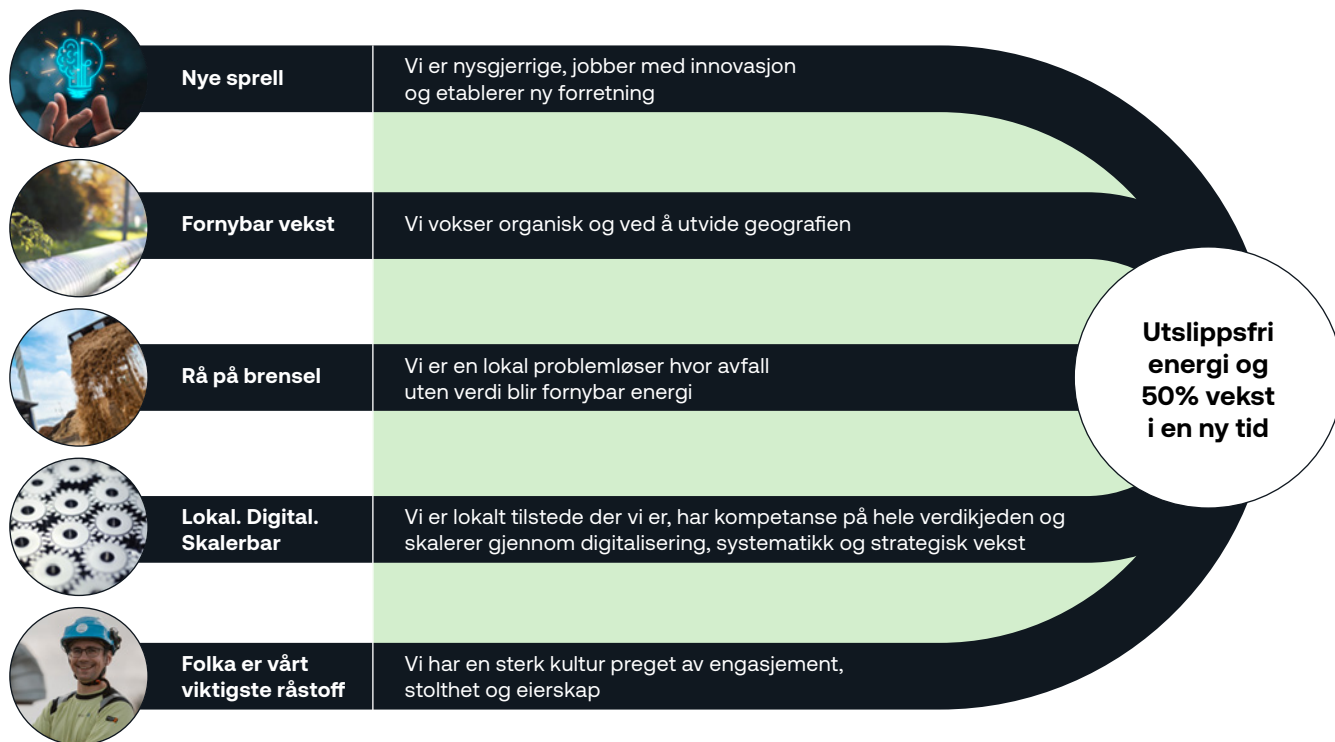 Nye sprell
Vi er nysgjerrige, jobber med innovasjon
og etablerer ny forretning
Fornybar vekst
Vi vokser organisk og ved å utvide geografien
Rå på brensel
Vi er en lokal problemløser hvor avfall
uten verdi blir fornybar energi
Lokal. Digital.
Skalerbar
Vi er lokalt tilstede der vi er, har kompetanse på hele verdikjeden og
skalerer gjennom digitalisering, systematikk og strategisk vekst
Folka er vårt
viktigste råstoff
Vi har en sterk kultur preget av engasjement,
stolthet og eierskap
Utslippsfri
energi og
50% vekst
i en ny tid